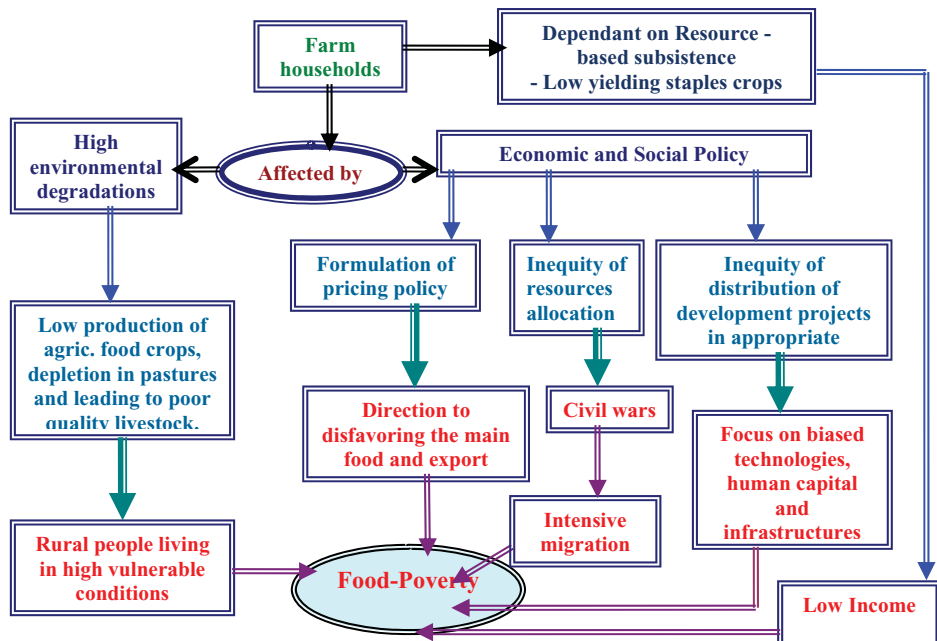 Farm
households
Dependant on Resource -
based subsistence
- Low yielding staples crops
High
environmental
degradations
Affected by
Economic and Social Policy
Formulation of
pricing policy
Inequity of
resources
allocation
Inequity of
distribution of
development projects
in appropriate
Low production of
agric. food crops,
depletion in pastures
and leading to poor
quality livestock.
Direction to
disfavoring the main
food and export
Civil wars
Focus on biased
technologies,
human capital
and
infrastructures
Rural people living
in high vulnerable
conditions
Intensive
migration
Food-Poverty
Low Income